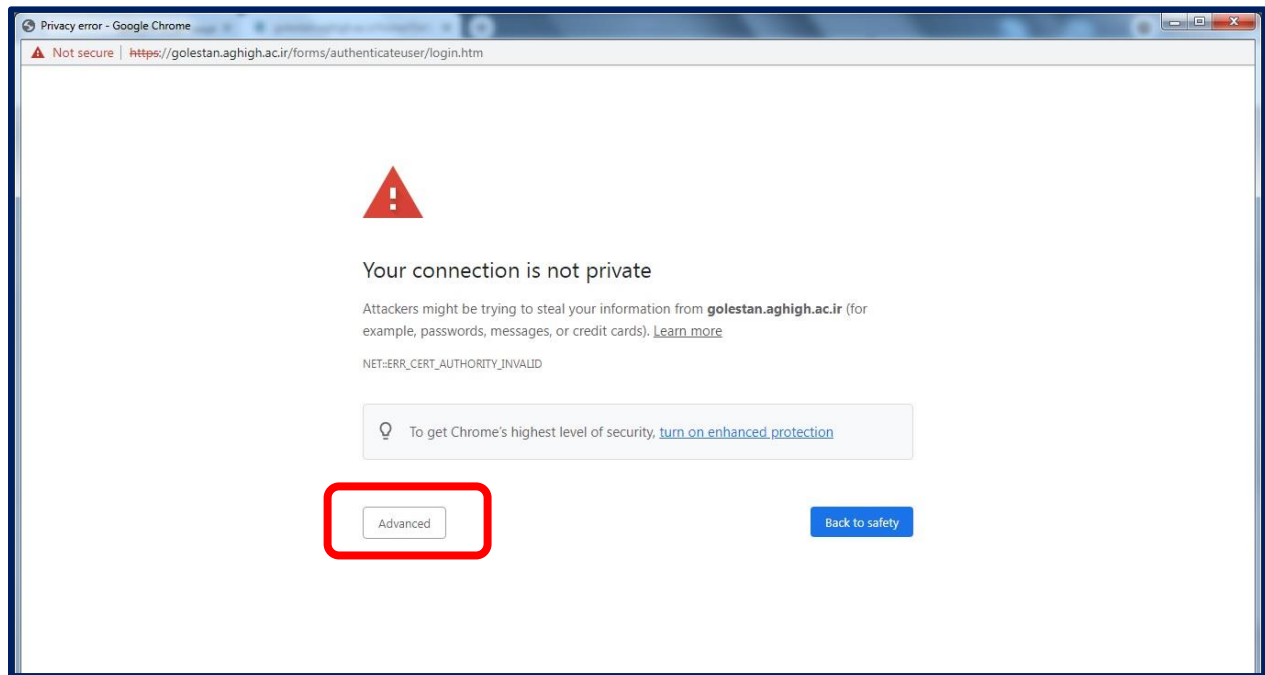 Privacy error - Google Chrome
Not secure | https://golestan.aghigh.ac.ir/forms/authenticateuser/login.htm
Your connection is not private
Attackers might be trying to steal your information from golestan.aghigh.ac.ir (for
example, passwords, messages, or credit cards). Learn more
NET::ERR_CERT_AUTHORITY_INVALID
To get Chrome's highest level of security, turn on enhanced protection
Advanced
Back to safety